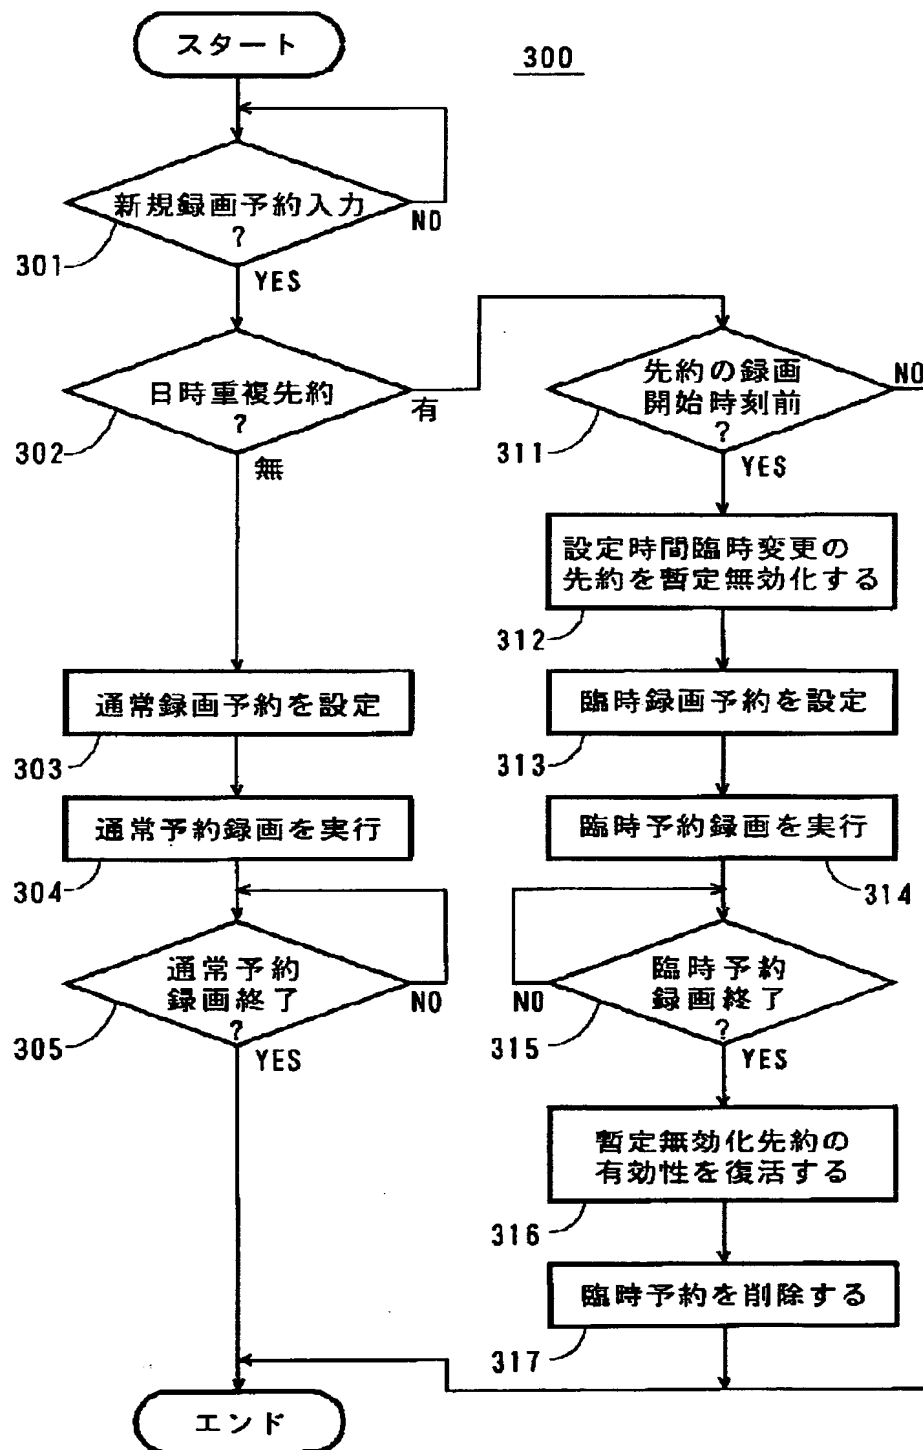 スタート
300
新規録画予約入力
?
NO
301
YES
日時重複先約
?
有
302
無
先約の録画
開始時刻前
?
NO
311
YES
設定時間臨時変更の
先約を暫定無効化する
312
通常録画予約を設定
303
臨時録画予約を設定
313
通常予約録画を実行
304
臨時予約録画を実行
314
通常予約
録画終了
?
NO
305
YES
臨時予約
録画終了
?
NO
315
YES
暫定無効化先約の
有効性を復活する
316
臨時予約を削除する
317
エンド